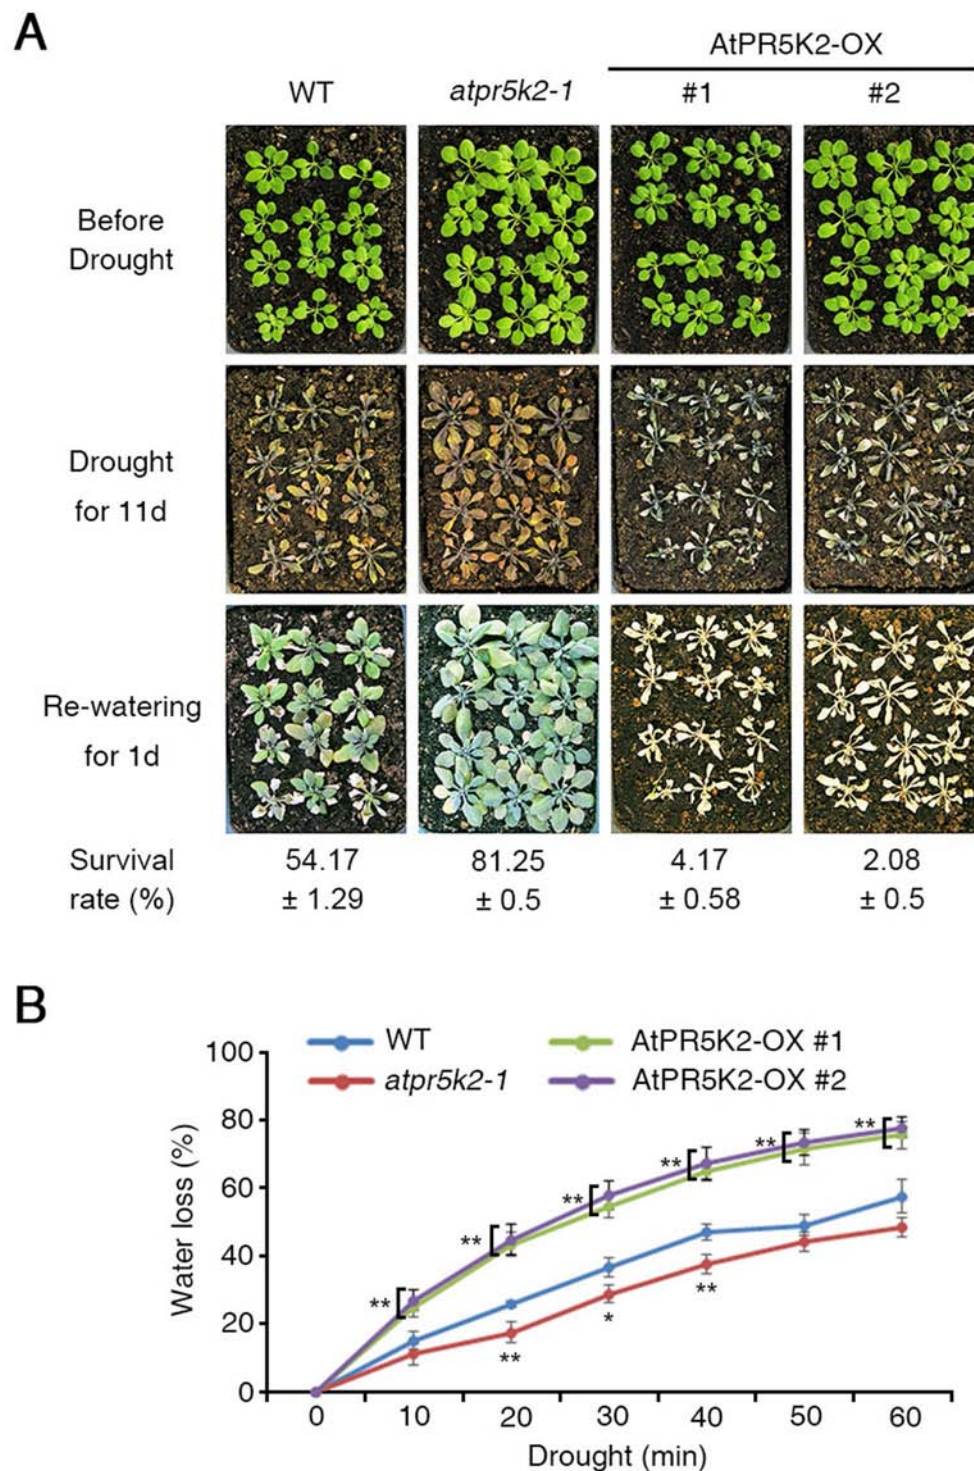 A
AtPR5K2-OX
WT
atpr5k2-1
#1
#2
Before
Drought
Drought
for 11d
Re-watering
for 1d
Survival
rate (%)
54.17
± 1.29
81.25
± 0.5
4.17
± 0.58
2.08
± 0.5
B
WT
AtPR5K2-OX #1
atpr5k2-1
AtPR5K2-OX #2
Water loss (%)
100
80
60
40
20
0
**
**
**
**
**
**
**
*
**
0 10 20 30 40 50 60
Drought (min)